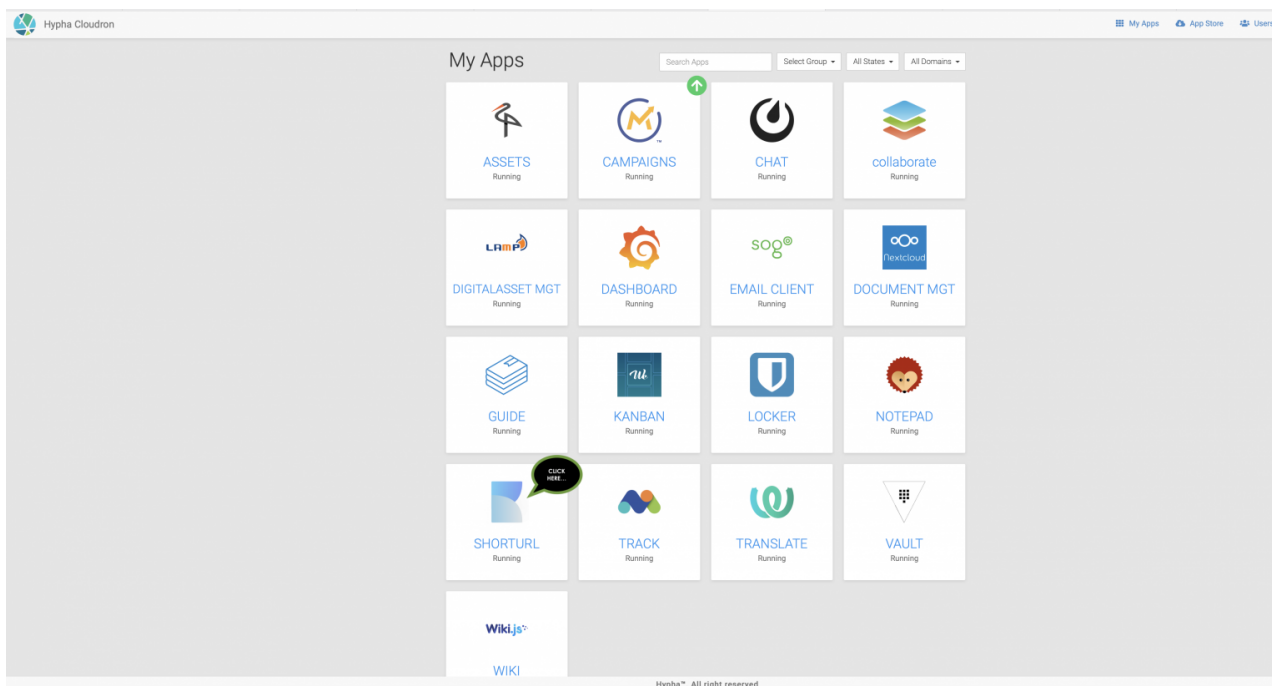 Hypha Cloudron
My Apps
App Store
Users
My Apps
Search Apps
Select Group
All States
All Domains
TM
ASSETS
Running
CAMPAIGNS
Running
CHAT
Running
collaborate
Running
LAMP
sog
Nextcloud
DIGITALASSET MGT
Running
DASHBOARD
Running
EMAIL CLIENT
Running
DOCUMENT MGT
Running
GUIDE
Running
KANBAN
Running
LOCKER
Running
NOTEPAD
Running
CLICK
HERE...
SHORTURL
Running
TRACK
Running
TRANSLATE
Running
VAULT
Running
Wiki.js
WIKI
Hypha™ All right reserved